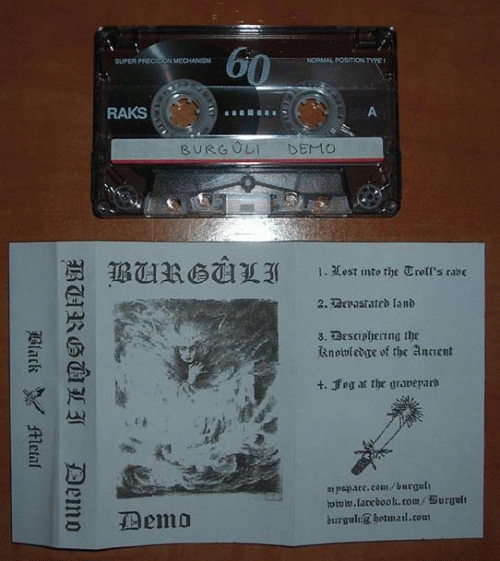 SUPER PRECISION MECHANISM
60
NORMAL POSITION TYPE I
RAKS
A
BURGÛLI DEMO
BURGÛLI
Demo
BURGÛLI Demo
Black Metal
1. Lost into the Troll's cave
2. Devastated land
3. Desciphering the
Knowledge of the Ancient
4. Fog at the graveyard
myspace.com/burguli
www.facebook.com/Burguli
burguli@hotmail.com